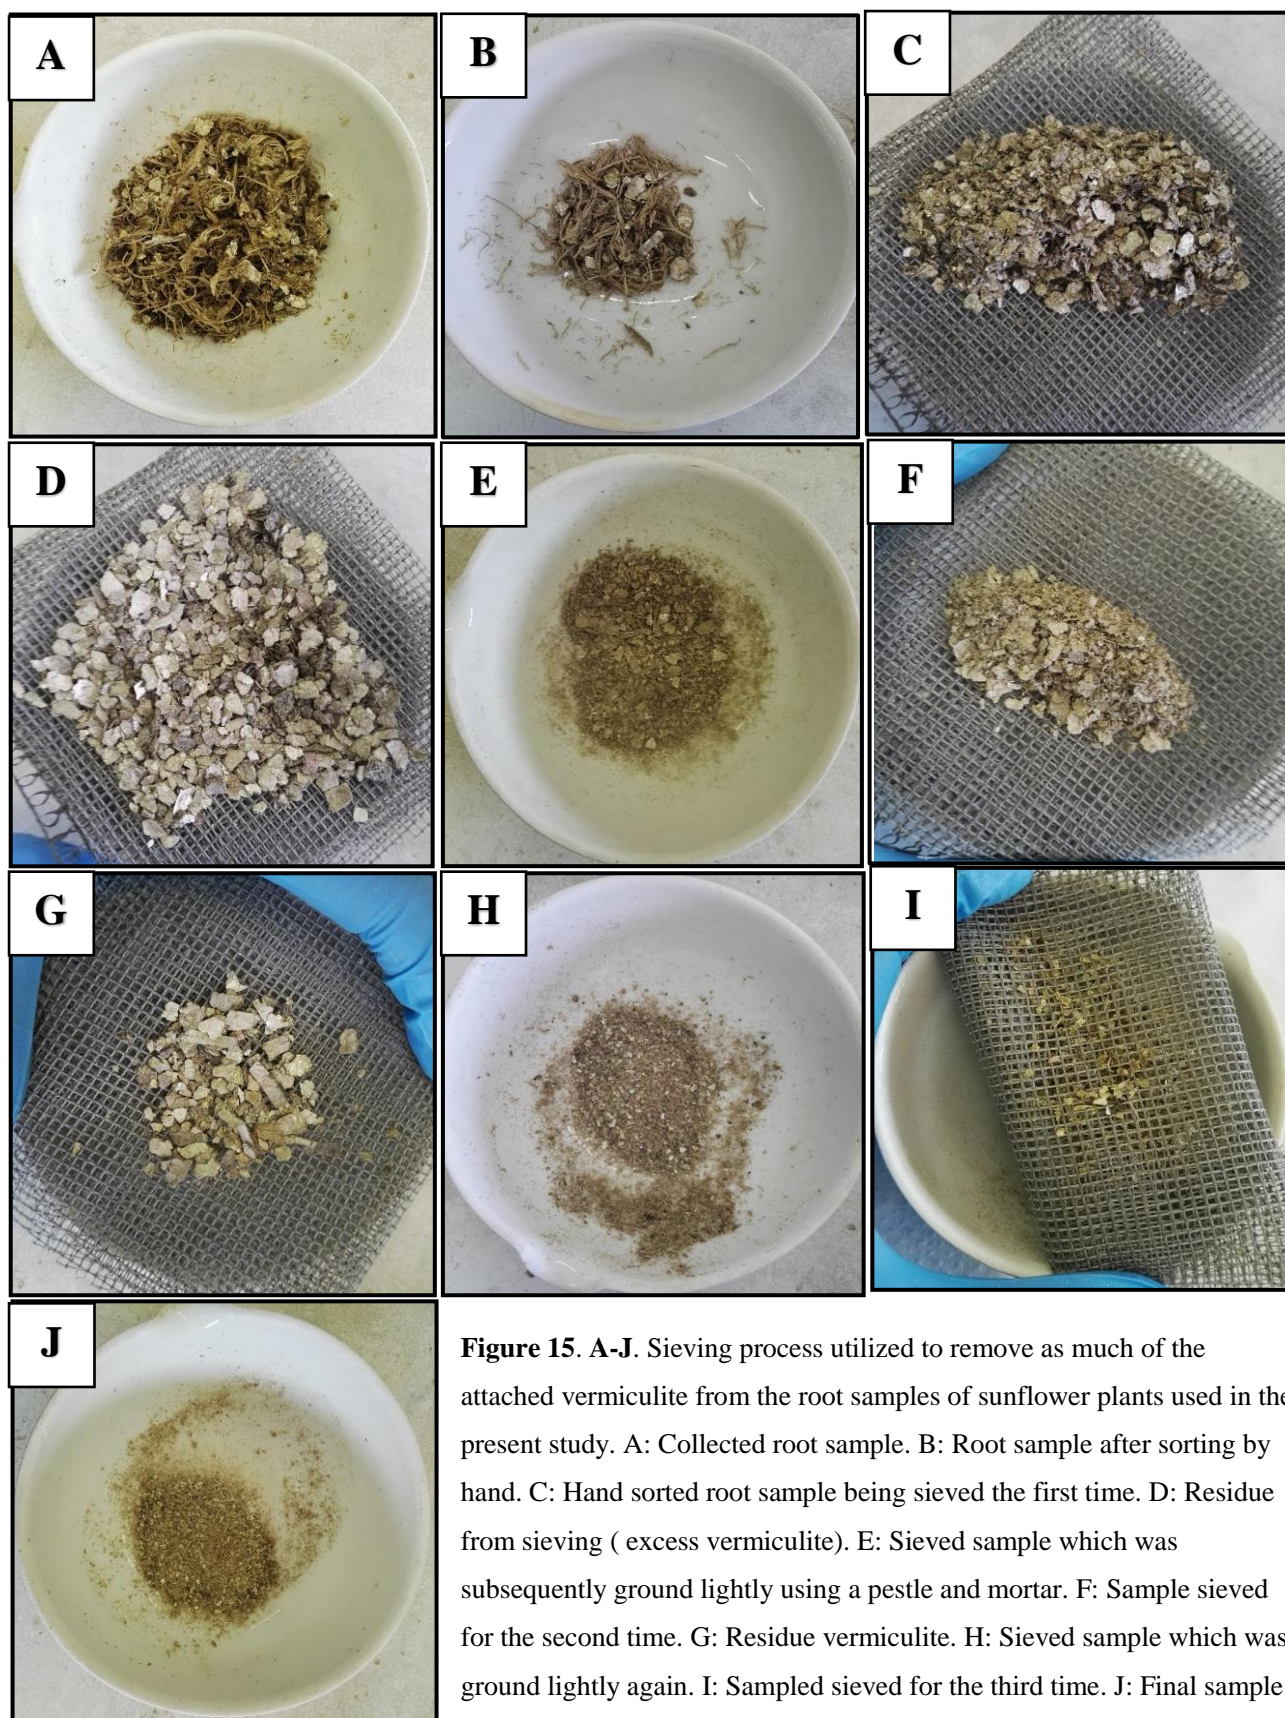 A
B
C
D
E
F
G
H
I
J
Figure 15. A-J. Sieving process utilized to remove as much of the
attached vermiculite from the root samples of sunflower plants used in the
present study. A: Collected root sample. B: Root sample after sorting by
hand. C: Hand sorted root sample being sieved the first time. D: Residue
from sieving ( excess vermiculite). E: Sieved sample which was
subsequently ground lightly using a pestle and mortar. F: Sample sieved
for the second time. G: Residue vermiculite. H: Sieved sample which was
ground lightly again. I: Sampled sieved for the third time. J: Final sample